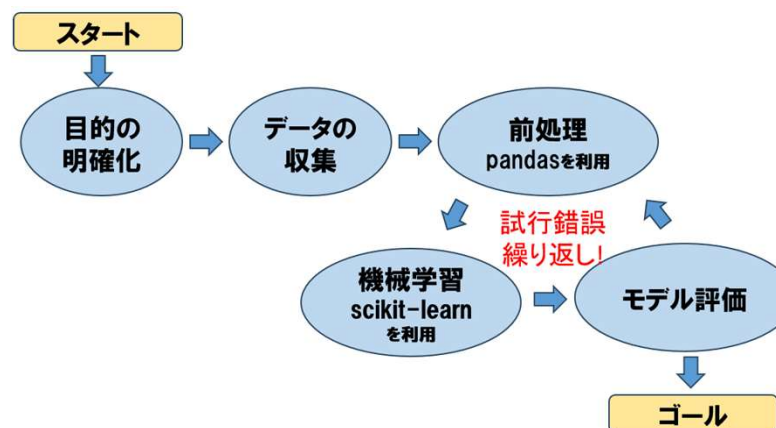 スタート
目的の
明確化
データの
収集
前処理
pandasを利用
試行錯誤
繰り返し!
機械学習
scikit-learn
を利用
モデル評価
ゴール